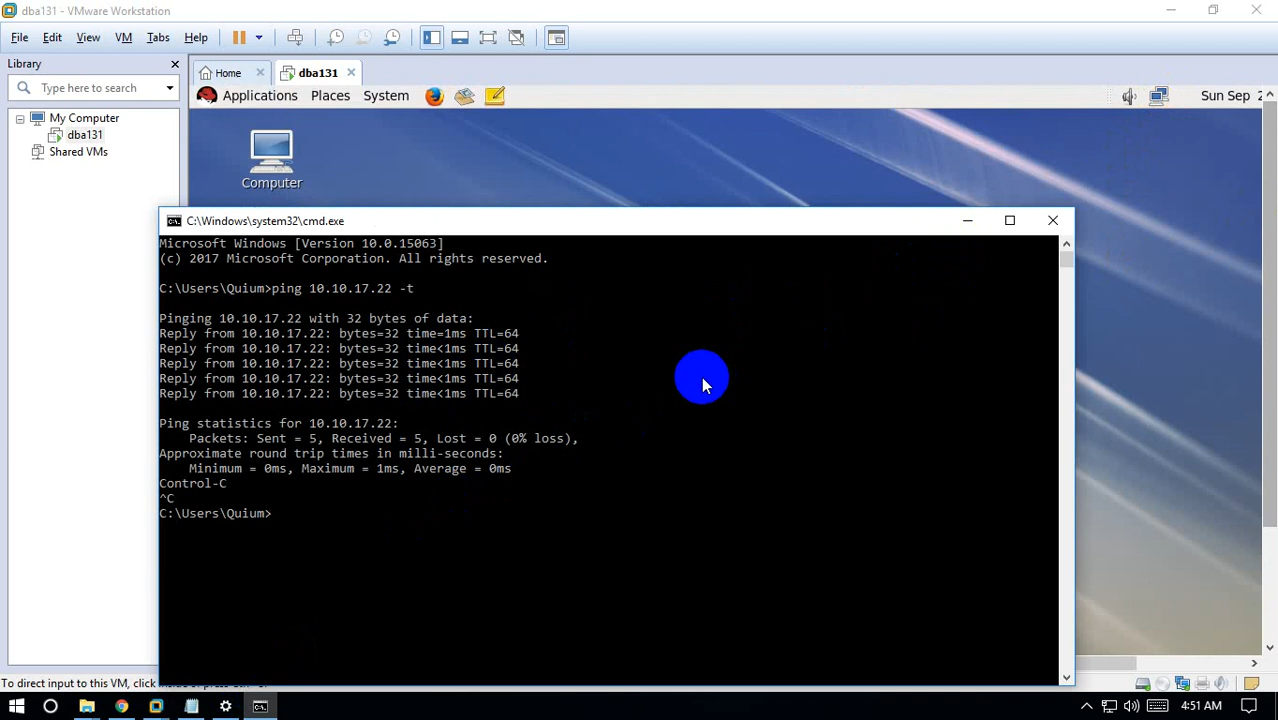 dba131 - VMware Workstation
File Edit View VM Tabs Help
Library
Type here to search
My Computer
dba131
Shared VMs
Home
dba131
Applications Places System
Sun Sep 2
Computer
C:\Windows\system32\cmd.exe
Microsoft Windows [Version 10.0.15063]
(c) 2017 Microsoft Corporation. All rights reserved.
C:\Users\Quium>ping 10.10.17.22 -t
Pinging 10.10.17.22 with 32 bytes of data:
Reply from 10.10.17.22: bytes=32 time=1ms TTL=64
Reply from 10.10.17.22: bytes=32 time<1ms TTL=64
Reply from 10.10.17.22: bytes=32 time<1ms TTL=64
Reply from 10.10.17.22: bytes=32 time<1ms TTL=64
Reply from 10.10.17.22: bytes=32 time<1ms TTL=64
Ping statistics for 10.10.17.22:
Packets: Sent = 5, Received = 5, Lost = 0 (0% loss),
Approximate round trip times in milli-seconds:
Minimum = 0ms, Maximum = 1ms, Average = 0ms
Control-C
^C
C:\Users\Quium>
To direct input to this VM, click
4:51 AM